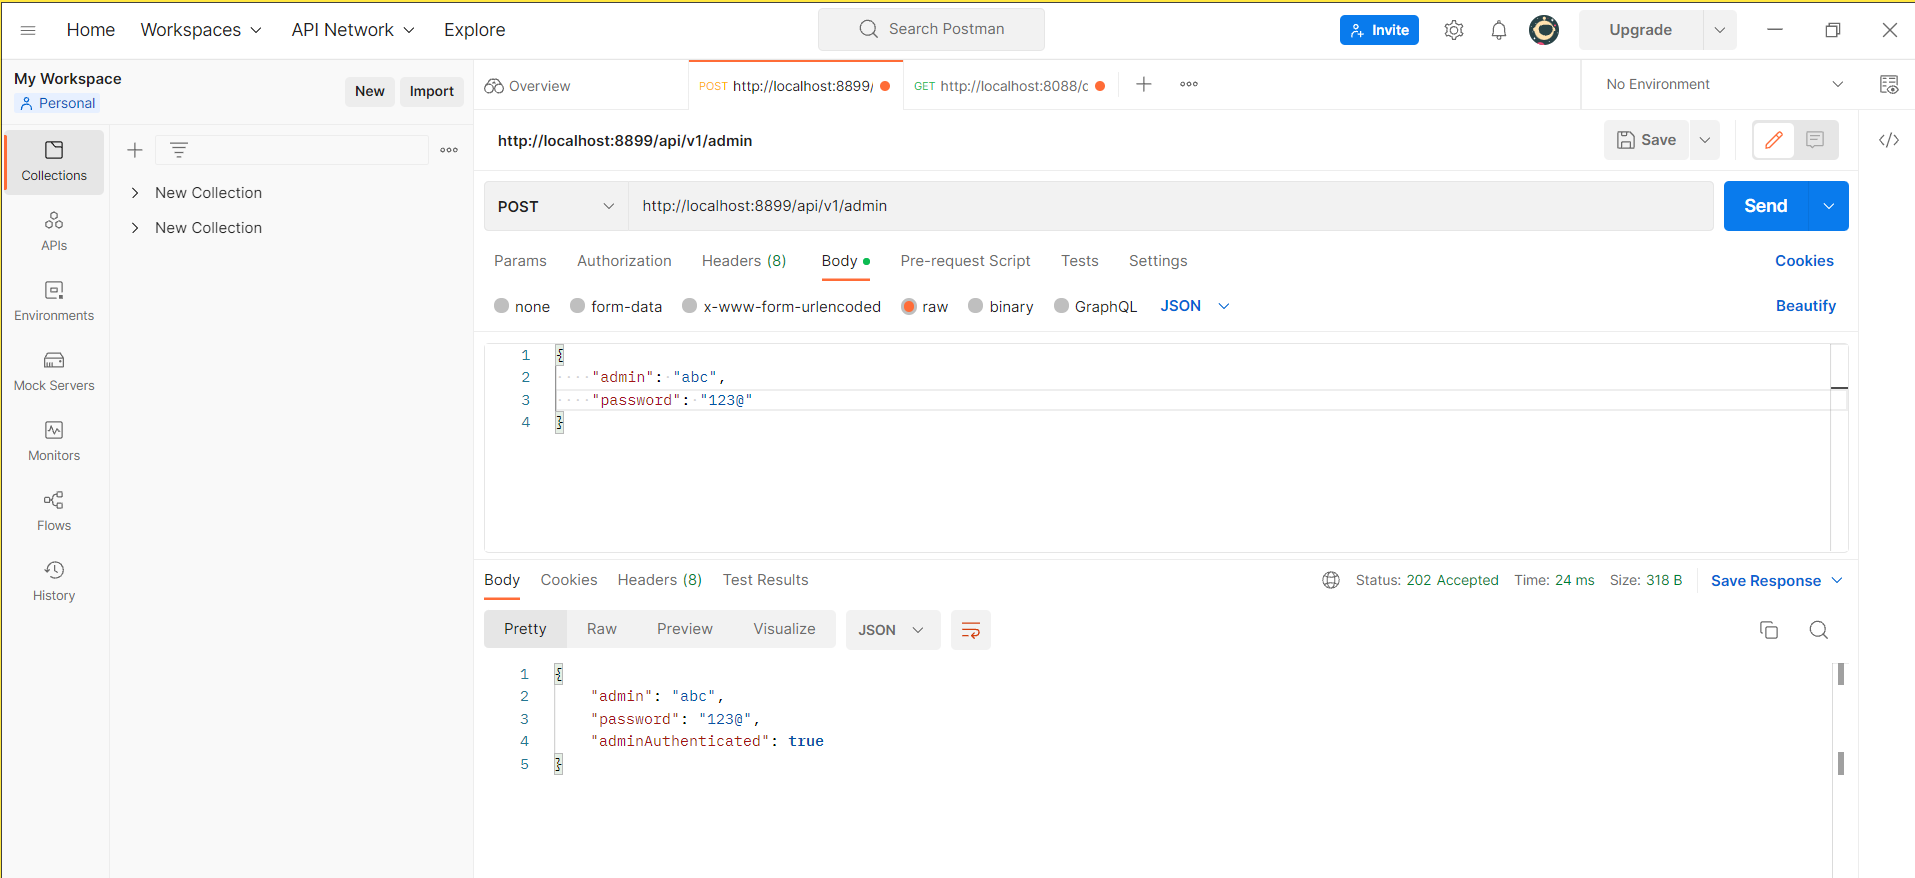 Home Workspaces API Network Explore Search Postman Invite Upgrade
My Workspace
Personal
New Import
Overview POST http://localhost:8899/ GET http://localhost:8088/c No Environment
http://localhost:8899/api/v1/admin Save
Collections
APIs
Environments
Mock Servers
Monitors
Flows
History
New Collection
New Collection
POST http://localhost:8899/api/v1/admin Send
Params Authorization Headers (8) Body Pre-request Script Tests Settings Cookies
none form-data x-www-form-urlencoded raw binary GraphQL JSON Beautify
1 {
2 "admin": "abc",
3 "password": "123@"
4 }
Body Cookies Headers (8) Test Results Status: 202 Accepted Time: 24 ms Size: 318 B Save Response
Pretty Raw Preview Visualize JSON
1 {
2 "admin": "abc",
3 "password": "123@",
4 "adminAuthenticated": true
5 }